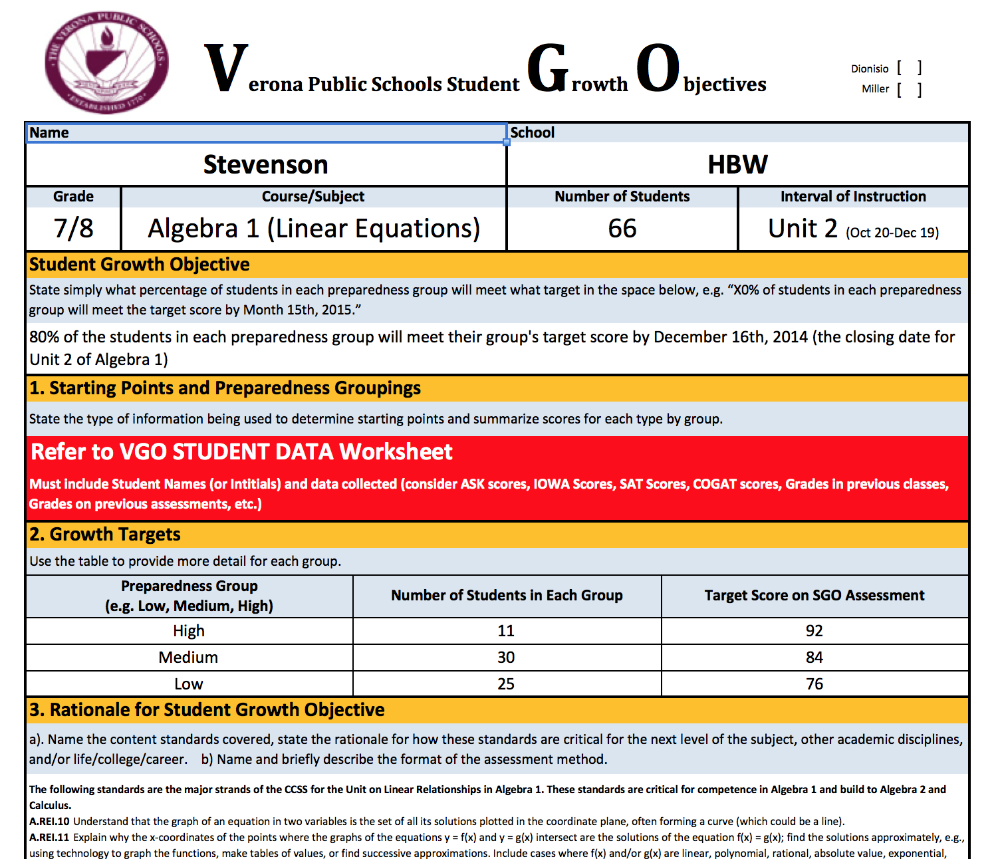 THE VERONA PUBLIC SCHOOLS
ESTABLISHED 1770
Verona Public Schools Student Growth Objectives
Dionisio [ ]
Miller [ ]
Name School
Stevenson HBW
Grade Course/Subject Number of Students Interval of Instruction
7/8 Algebra 1 (Linear Equations) 66 Unit 2 (Oct 20-Dec 19)
Student Growth Objective
State simply what percentage of students in each preparedness group will meet what target in the space below, e.g. “X0% of students in each preparedness
group will meet the target score by Month 15th, 2015.”
80% of the students in each preparedness group will meet their group's target score by December 16th, 2014 (the closing date for
Unit 2 of Algebra 1)
1. Starting Points and Preparedness Groupings
State the type of information being used to determine starting points and summarize scores for each type by group.
Refer to VGO STUDENT DATA Worksheet
Must include Student Names (or Intitials) and data collected (consider ASK scores, IOWA Scores, SAT Scores, COGAT scores, Grades in previous classes,
Grades on previous assessments, etc.)
2. Growth Targets
Use the table to provide more detail for each group.
Preparedness Group
(e.g. Low, Medium, High) Number of Students in Each Group Target Score on SGO Assessment
High 11 92
Medium 30 84
Low 25 76
3. Rationale for Student Growth Objective
a). Name the content standards covered, state the rationale for how these standards are critical for the next level of the subject, other academic disciplines,
and/or life/college/career. b) Name and briefly describe the format of the assessment method.
The following standards are the major strands of the CCSS for the Unit on Linear Relationships in Algebra 1. These standards are critical for competence in Algebra 1 and build to Algebra 2 and
Calculus.
A.REI.10 Understand that the graph of an equation in two variables is the set of all its solutions plotted in the coordinate plane, often forming a curve (which could be a line).
A.REI.11 Explain why the x-coordinates of the points where the graphs of the equations y = f(x) and y = g(x) intersect are the solutions of the equation f(x) = g(x); find the solutions approximately, e.g.,
using technology to graph the functions, make tables of values, or find successive approximations. Include cases where f(x) and/or g(x) are linear, polynomial, rational, absolute value, exponential,